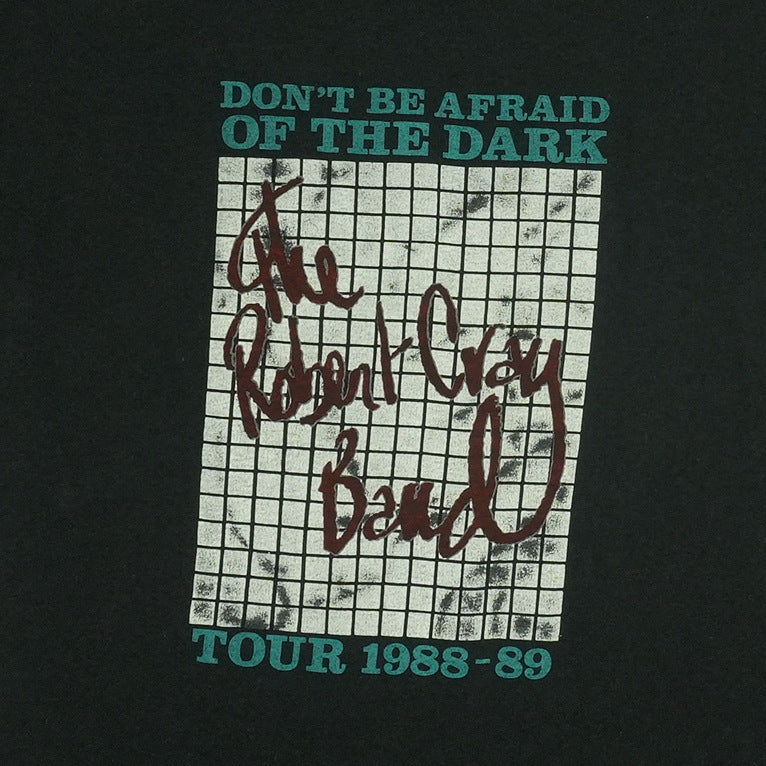 DON'T BE AFRAID
OF THE DARK
The
Robert Cray
Band
TOUR 1988-89